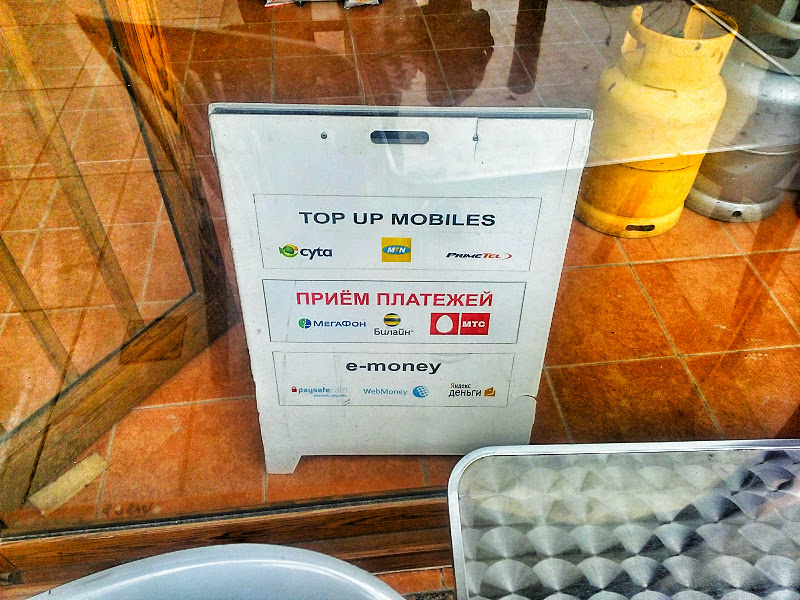 TOP UP MOBILES
cyta MTN PRIMETEL
ПРИЁМ ПЛАТЕЖЕЙ
МЕГАФОН Билайн МТС
e-money
paysafecard WebMoney Яндекс деньги